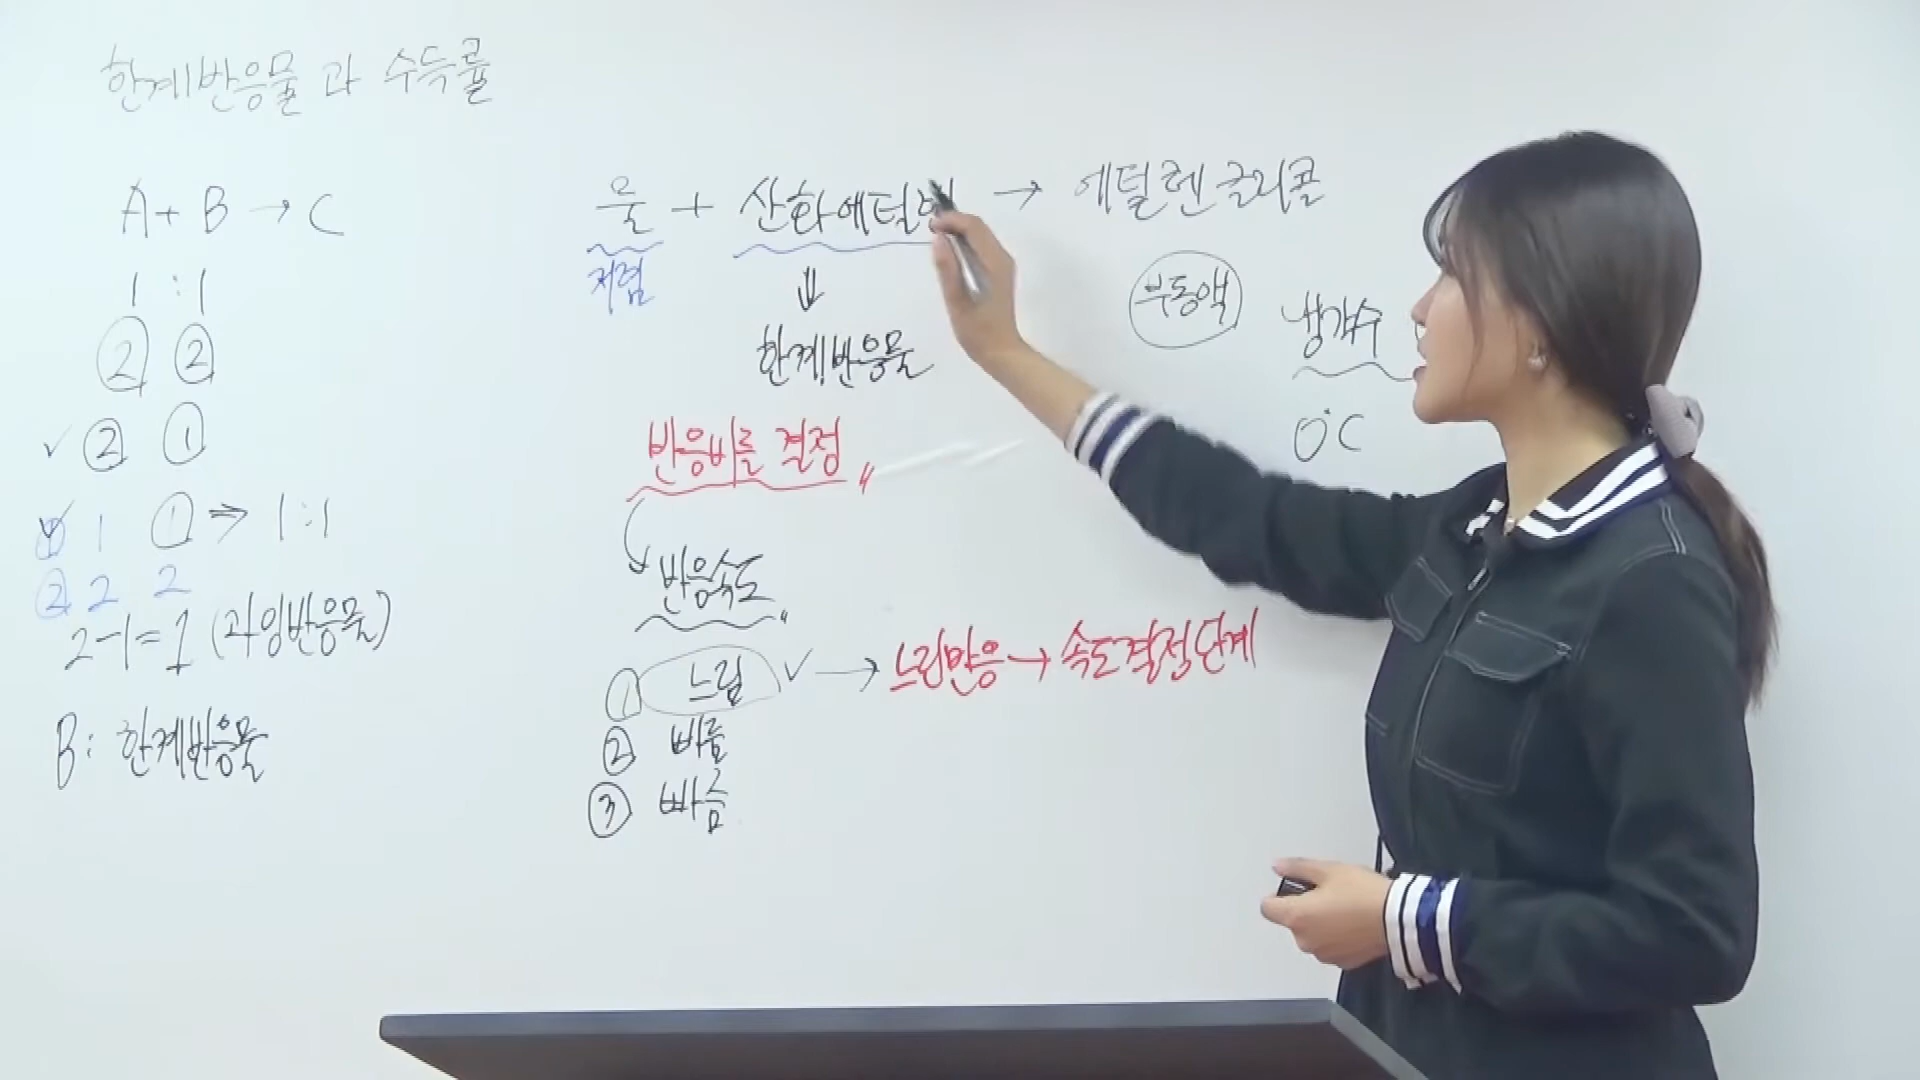 한계반응물과 수득률
A + B → C
1 : 1
② ②
✓ ② ①
① 1 ① ⇒ 1 : 1
② 2 2
2-1=1 (과잉반응물)
B : 한계반응물
물 + 산화에틸렌 → 에틸렌글리콜
저렴
⇓
한계반응물
부동액
냉각수
0°C
반응비를 결정〃
반응속도〃
① 느림 ✓ → 느린반응 → 속도결정단계
② 빠름
③ 빠름